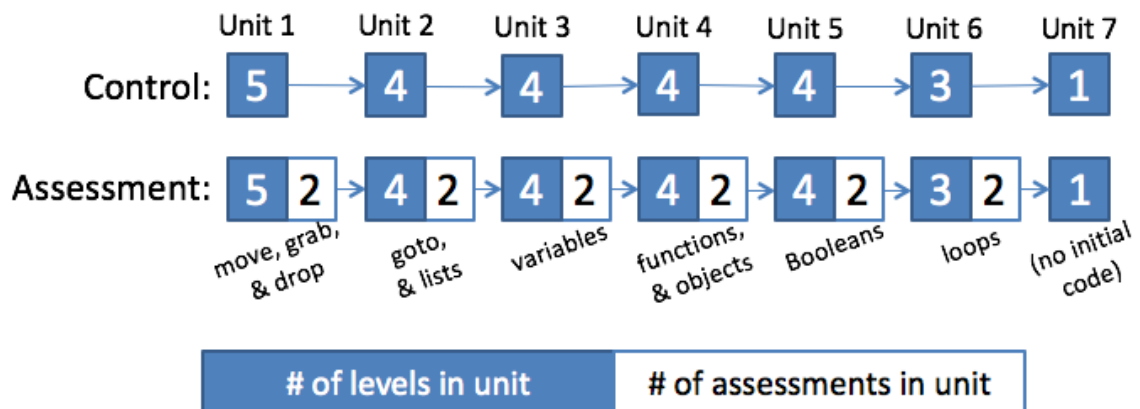 Unit 1 Unit 2 Unit 3 Unit 4 Unit 5 Unit 6 Unit 7
Control: 5 4 4 4 4 3 1
Assessment: 5 2 4 2 4 2 4 2 4 2 3 2 1
move, grab,
& drop
goto,
& lists
variables
functions,
& objects
Booleans
loops
(no initial
code)
# of levels in unit # of assessments in unit